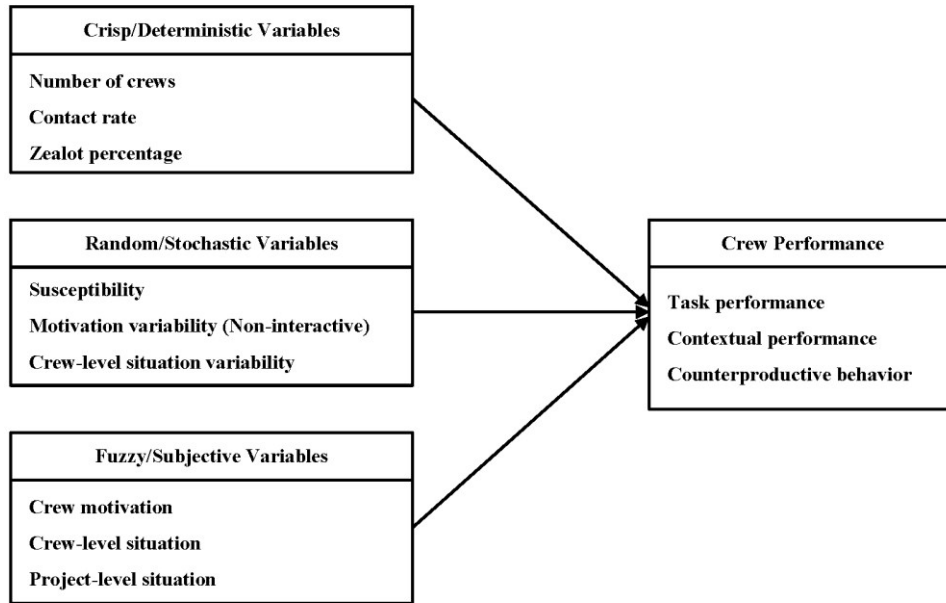 Crisp/Deterministic Variables
Number of crews
Contact rate
Zealot percentage
Random/Stochastic Variables
Susceptibility
Motivation variability (Non-interactive)
Crew-level situation variability
Fuzzy/Subjective Variables
Crew motivation
Crew-level situation
Project-level situation
Crew Performance
Task performance
Contextual performance
Counterproductive behavior